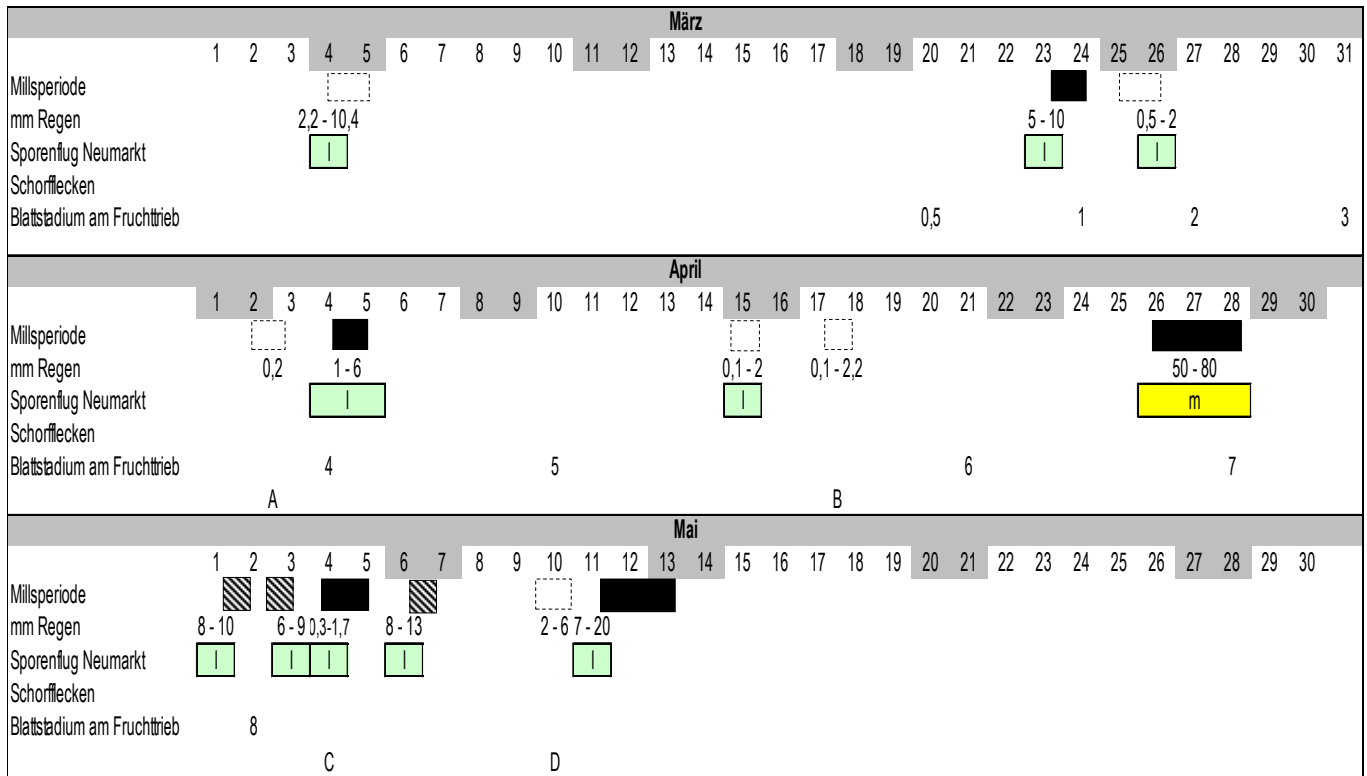 März
1 2 3 4 5 6 7 8 9 10 11 12 13 14 15 16 17 18 19 20 21 22 23 24 25 26 27 28 29 30 31
Millsperiode
mm Regen 2,2 - 10,4 5 - 10 0,5 - 2
Sporenflug Neumarkt l l l
Schorfflecken
Blattstadium am Fruchttrieb 0,5 1 2 3
April
1 2 3 4 5 6 7 8 9 10 11 12 13 14 15 16 17 18 19 20 21 22 23 24 25 26 27 28 29 30
Millsperiode
mm Regen 0,2 1 - 6 0,1 - 2 0,1 - 2,2 50 - 80
Sporenflug Neumarkt l l m
Schorfflecken
Blattstadium am Fruchttrieb 4 5 6 7
A B
Mai
1 2 3 4 5 6 7 8 9 10 11 12 13 14 15 16 17 18 19 20 21 22 23 24 25 26 27 28 29 30
Millsperiode
mm Regen 8 - 10 6 - 9 0,3-1,7 8 - 13 2 - 6 7 - 20
Sporenflug Neumarkt l l l l l
Schorfflecken
Blattstadium am Fruchttrieb 8
C D